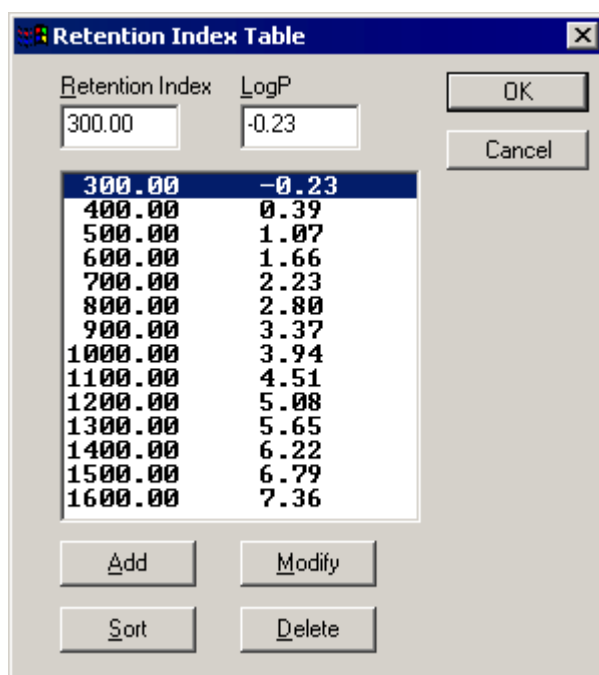 Retention Index Table
Retention Index LogP
300.00 -0.23
OK
Cancel
300.00 -0.23
400.00 0.39
500.00 1.07
600.00 1.66
700.00 2.23
800.00 2.80
900.00 3.37
1000.00 3.94
1100.00 4.51
1200.00 5.08
1300.00 5.65
1400.00 6.22
1500.00 6.79
1600.00 7.36
Add Modify
Sort Delete